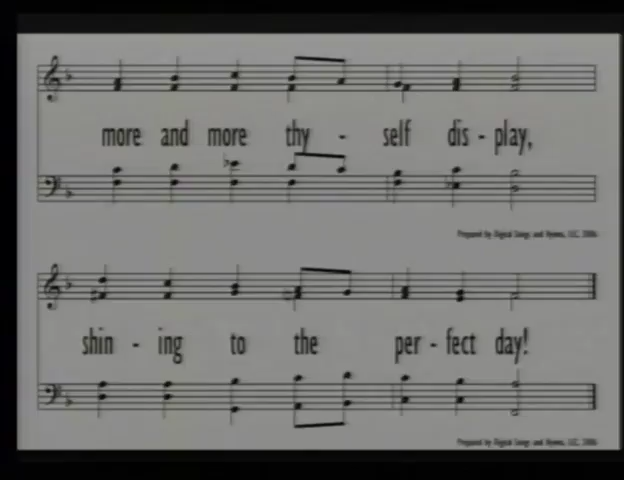 more and more thy - self dis - play,
Prepared by Digital Songs and Hymns, LLC, 2006
shin - ing to the per - fect day!
Prepared by Digital Songs and Hymns, LLC, 2006